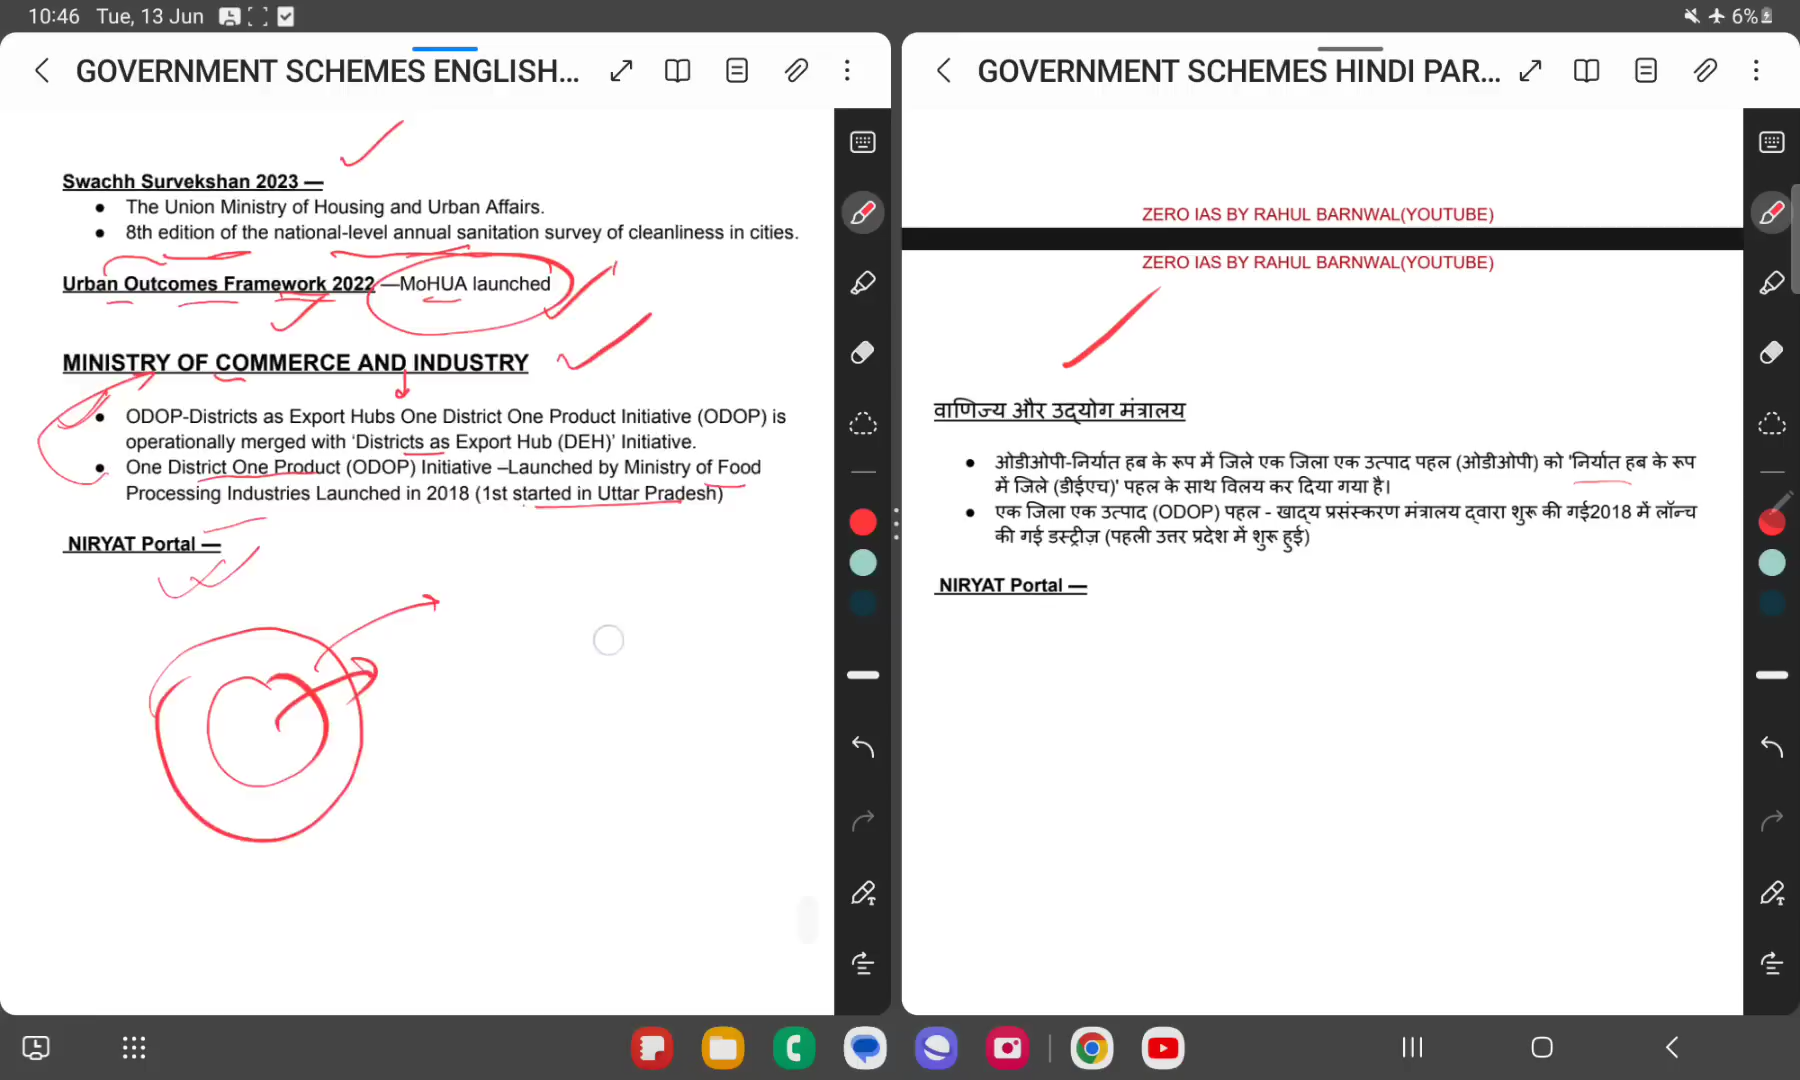 10:46 Tue, 13 Jun
6%
GOVERNMENT SCHEMES ENGLISH...
Swachh Survekshan 2023 —
● The Union Ministry of Housing and Urban Affairs.
● 8th edition of the national-level annual sanitation survey of cleanliness in cities.
Urban Outcomes Framework 2022 —MoHUA launched
MINISTRY OF COMMERCE AND INDUSTRY
● ODOP-Districts as Export Hubs One District One Product Initiative (ODOP) is
operationally merged with ‘Districts as Export Hub (DEH)’ Initiative.
● One District One Product (ODOP) Initiative –Launched by Ministry of Food
Processing Industries Launched in 2018 (1st started in Uttar Pradesh)
NIRYAT Portal —
GOVERNMENT SCHEMES HINDI PAR...
ZERO IAS BY RAHUL BARNWAL(YOUTUBE)
ZERO IAS BY RAHUL BARNWAL(YOUTUBE)
वाणिज्य और उद्योग मंत्रालय
● ओडीओपी-निर्यात हब के रूप में जिले एक जिला एक उत्पाद पहल (ओडीओपी) को 'निर्यात हब के रूप
में जिले (डीईएच)' पहल के साथ विलय कर दिया गया है।
● एक जिला एक उत्पाद (ODOP) पहल - खाद्य प्रसंस्करण मंत्रालय द्वारा शुरू की गई2018 में लॉन्च
की गई डस्ट्रीज़ (पहली उत्तर प्रदेश में शुरू हुई)
NIRYAT Portal —